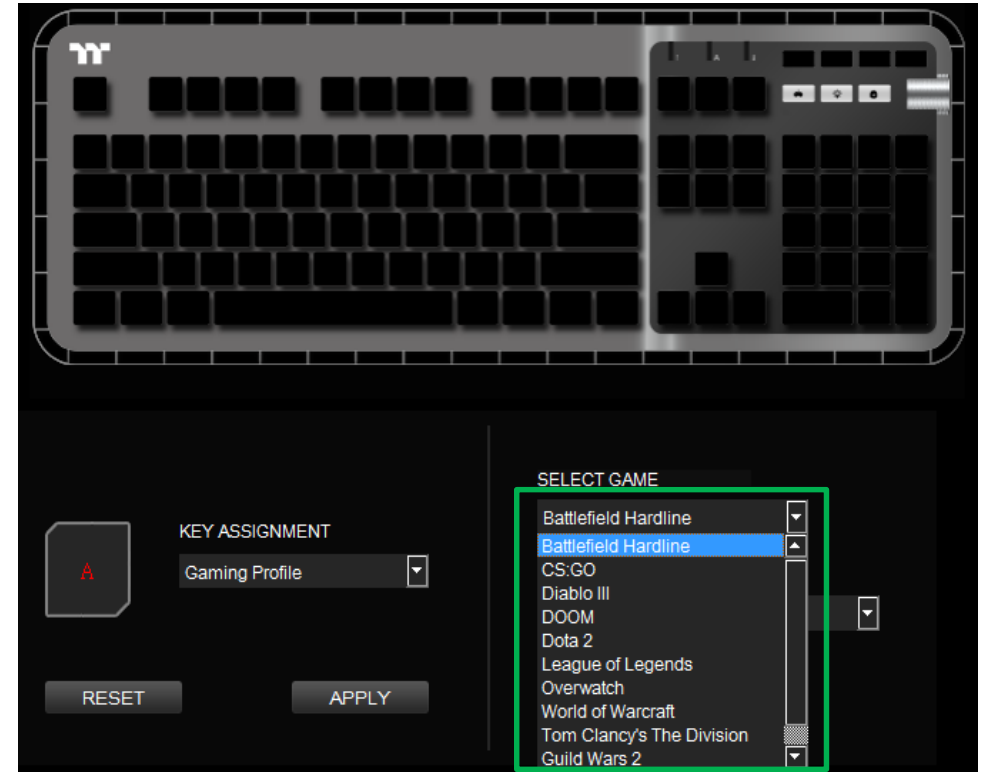 1 A
SELECT GAME
Battlefield Hardline
Battlefield Hardline
CS:GO
Diablo III
DOOM
Dota 2
League of Legends
Overwatch
World of Warcraft
Tom Clancy's The Division
Guild Wars 2
KEY ASSIGNMENT
Gaming Profile
A
RESET
APPLY